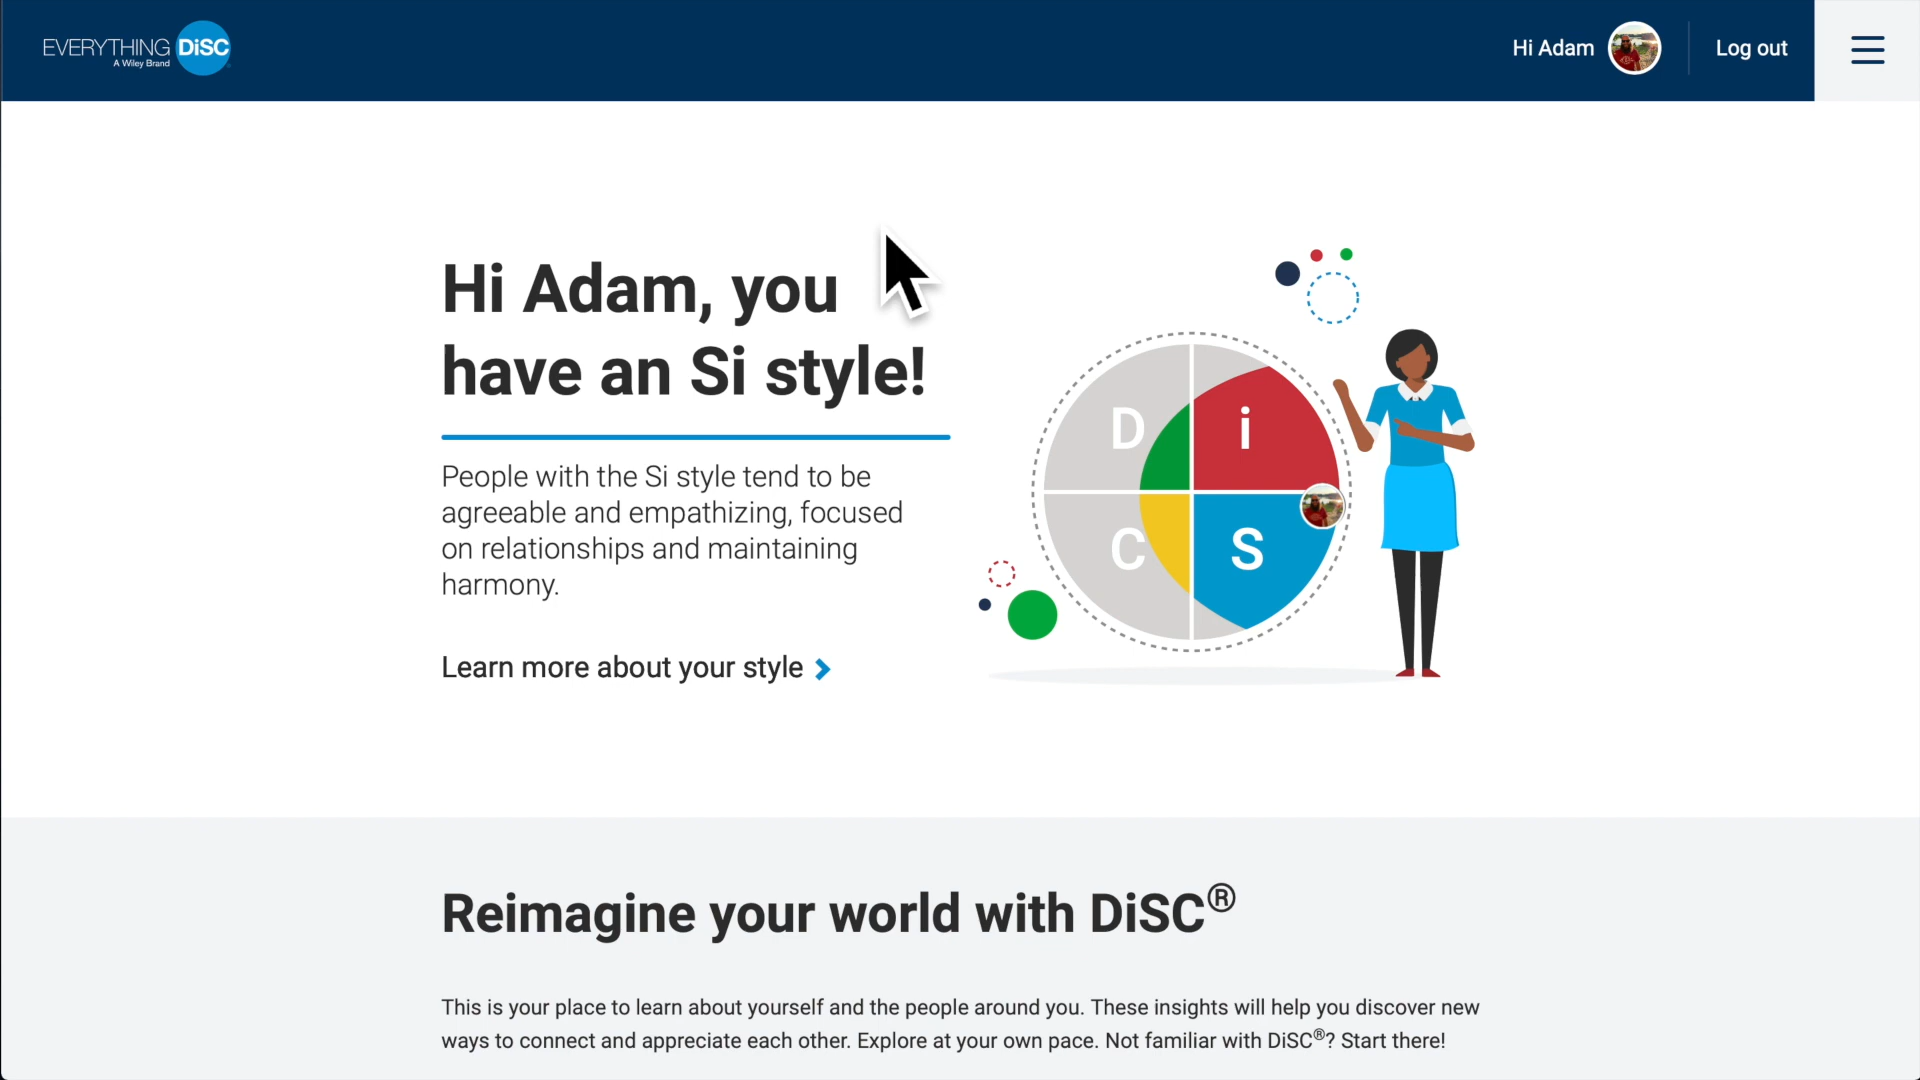 EVERYTHING DiSC
A Wiley Brand
Hi Adam
Log out
Hi Adam, you
have an Si style!
People with the Si style tend to be
agreeable and empathizing, focused
on relationships and maintaining
harmony.
Learn more about your style
D i
C S
Reimagine your world with DiSC®
This is your place to learn about yourself and the people around you. These insights will help you discover new
ways to connect and appreciate each other. Explore at your own pace. Not familiar with DiSC®? Start there!